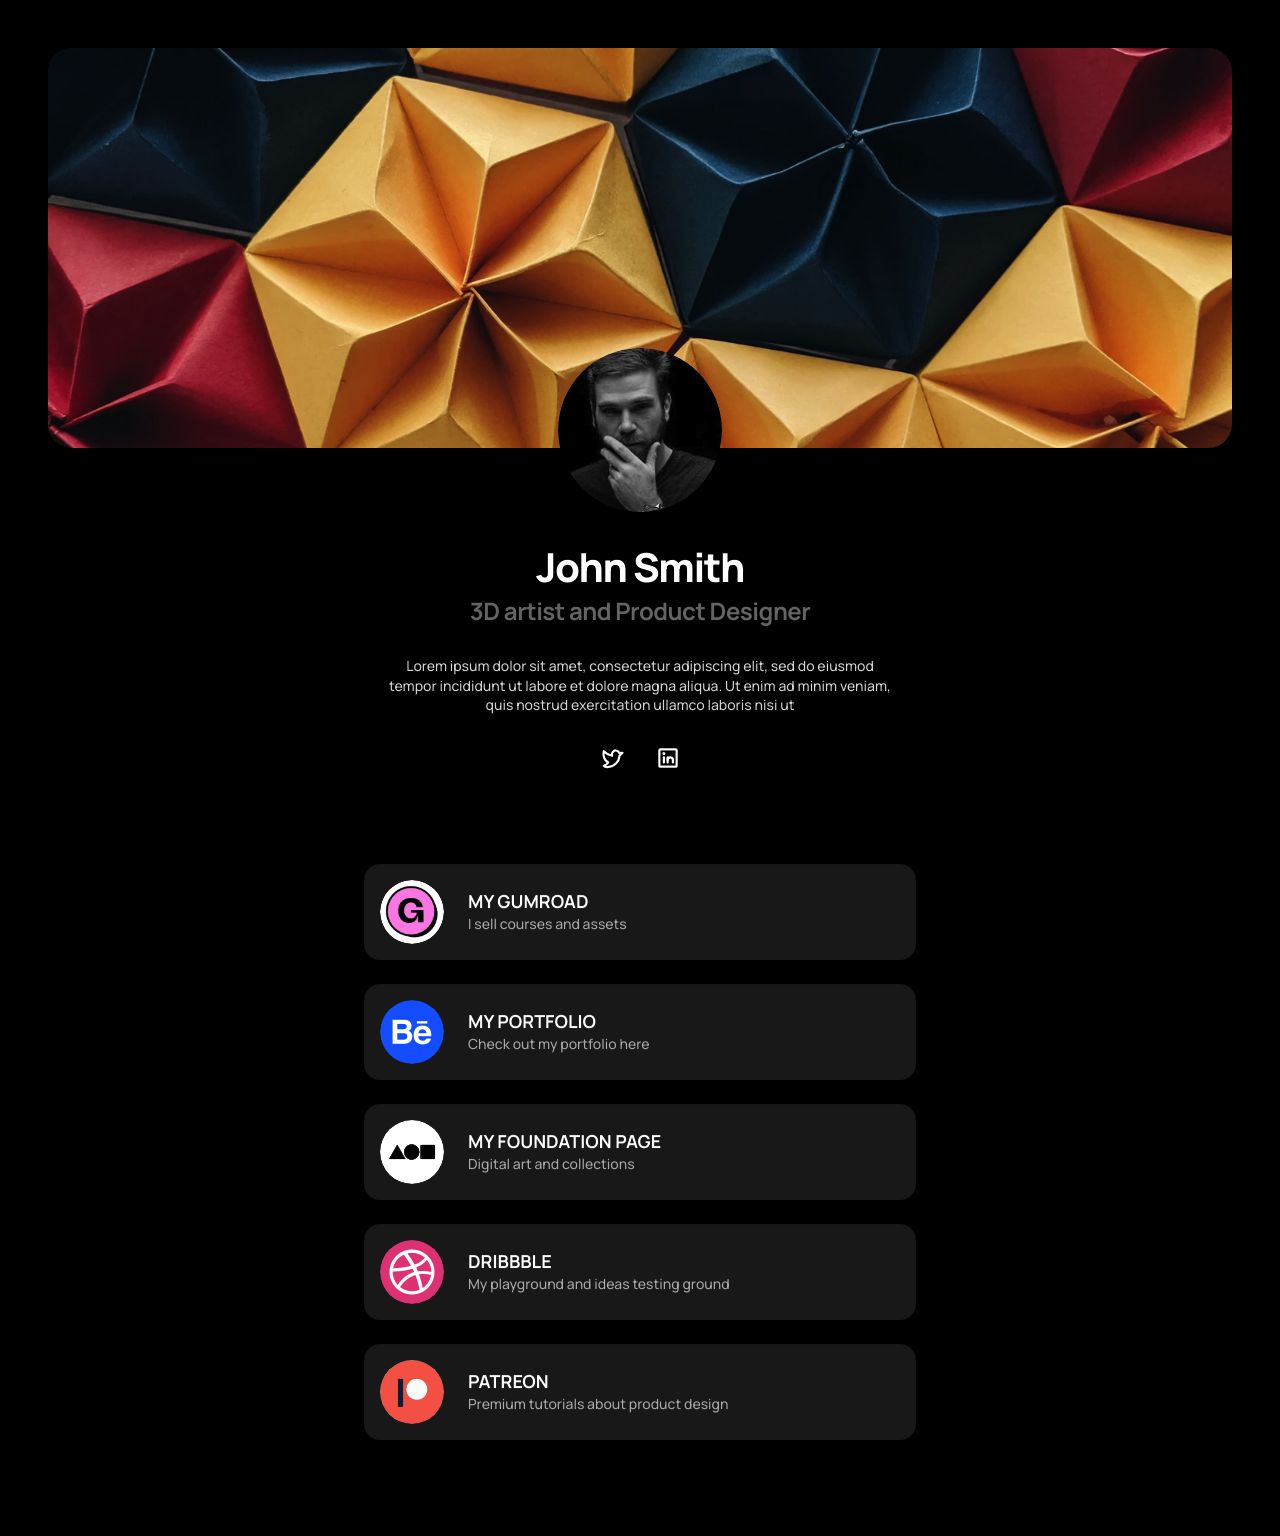 John Smith
3D artist and Product Designer
Lorem ipsum dolor sit amet, consectetur adipiscing elit, sed do eiusmod
tempor incididunt ut labore et dolore magna aliqua. Ut enim ad minim veniam,
quis nostrud exercitation ullamco laboris nisi ut
in
G
MY GUMROAD
I sell courses and assets
Bē
MY PORTFOLIO
Check out my portfolio here
MY FOUNDATION PAGE
Digital art and collections
DRIBBBLE
My playground and ideas testing ground
PATREON
Premium tutorials about product design